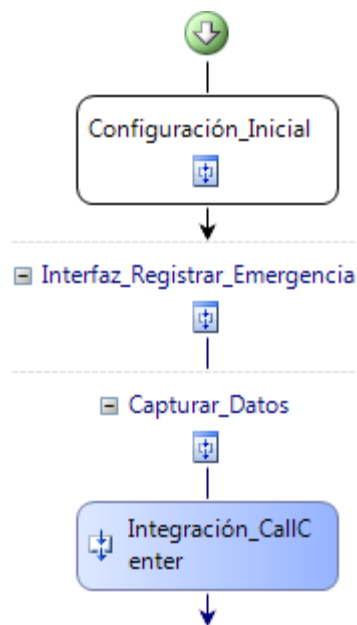 Configuración_Inicial
Interfaz_Registrar_Emergencia
Capturar_Datos
Integración_CallC
enter